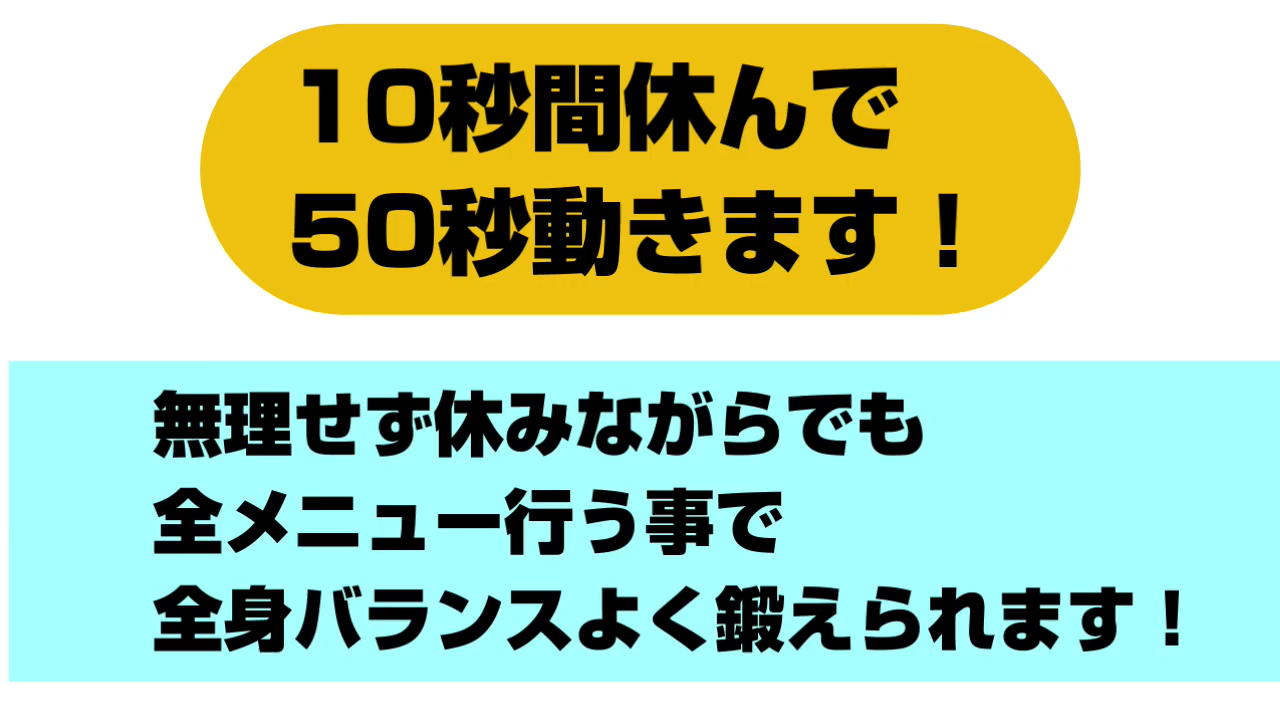 10秒間休んで
50秒動きます！
無理せず休みながらでも
全メニュー行う事で
全身バランスよく鍛えられます！